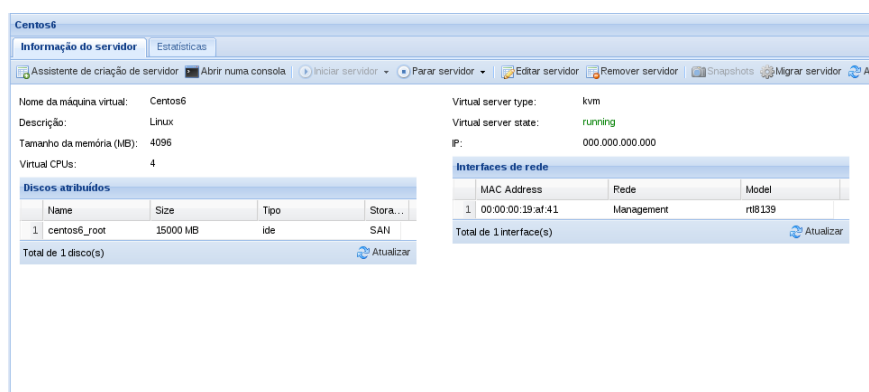 Centos6
Informação do servidor Estatísticas
Assistente de criação de servidor Abrir numa consola Iniciar servidor Parar servidor Editar servidor Remover servidor Snapshots Migrar servidor A
Nome da máquina virtual: Centos6 Virtual server type: kvm
Descrição: Linux Virtual server state: running
Tamanho da memória (MB): 4096 IP: 000.000.000.000
Virtual CPUs: 4
Interfaces de rede
MAC Address Rede Model
1 00:00:00:19:af:41 Management rtl8139
Total de 1 interface(s) Atualizar
Discos atribuídos
Name Size Tipo Stora...
1 centos6_root 15000 MB ide SAN
Total de 1 disco(s) Atualizar